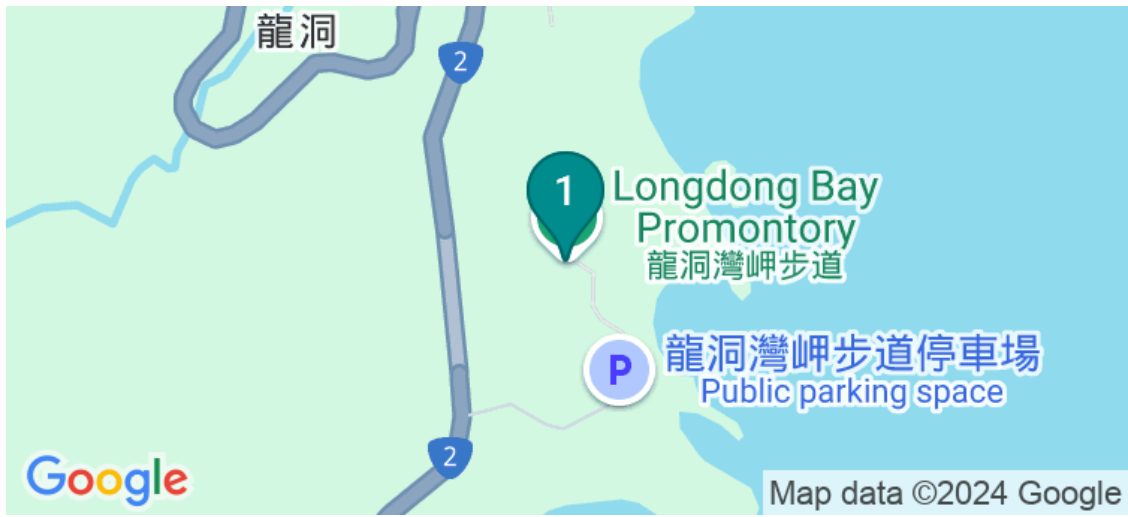 龍洞
2
1
Longdong Bay
Promontory
龍洞灣岬步道
P
龍洞灣岬步道停車場
Public parking space
2
Google
Map data ©2024 Google